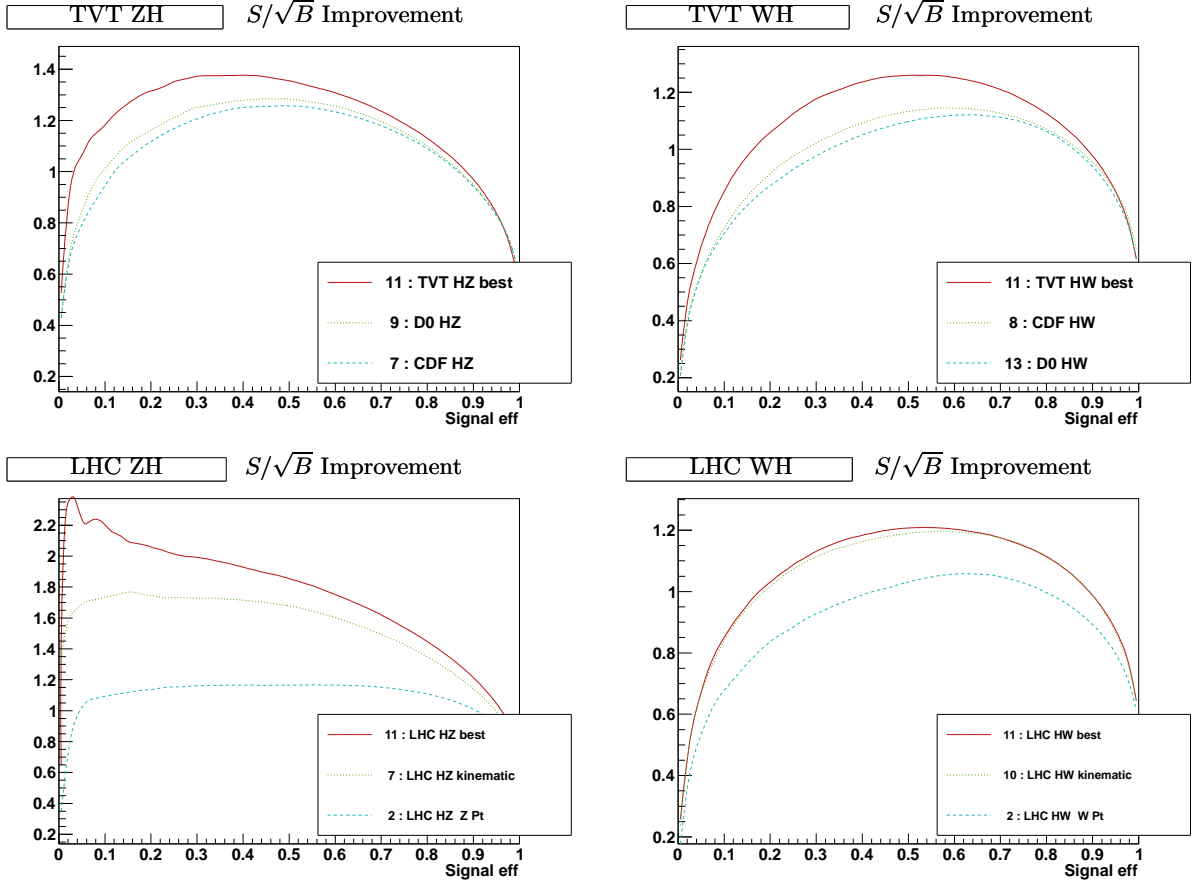 TVT ZH S/√B Improvement
1.4
1.2
1
0.8
0.6
0.4
0.2
11 : TVT HZ best
9 : D0 HZ
7 : CDF HZ
0 0.1 0.2 0.3 0.4 0.5 0.6 0.7 0.8 0.9 1
Signal eff
TVT WH S/√B Improvement
1.2
1
0.8
0.6
0.4
0.2
11 : TVT HW best
8 : CDF HW
13 : D0 HW
0 0.1 0.2 0.3 0.4 0.5 0.6 0.7 0.8 0.9 1
Signal eff
LHC ZH S/√B Improvement
2.2
2
1.8
1.6
1.4
1.2
1
0.8
0.6
0.4
0.2
11 : LHC HZ best
7 : LHC HZ kinematic
2 : LHC HZ Z Pt
0 0.1 0.2 0.3 0.4 0.5 0.6 0.7 0.8 0.9 1
Signal eff
LHC WH S/√B Improvement
1.2
1
0.8
0.6
0.4
0.2
11 : LHC HW best
10 : LHC HW kinematic
2 : LHC HW W Pt
0 0.1 0.2 0.3 0.4 0.5 0.6 0.7 0.8 0.9 1
Signal eff